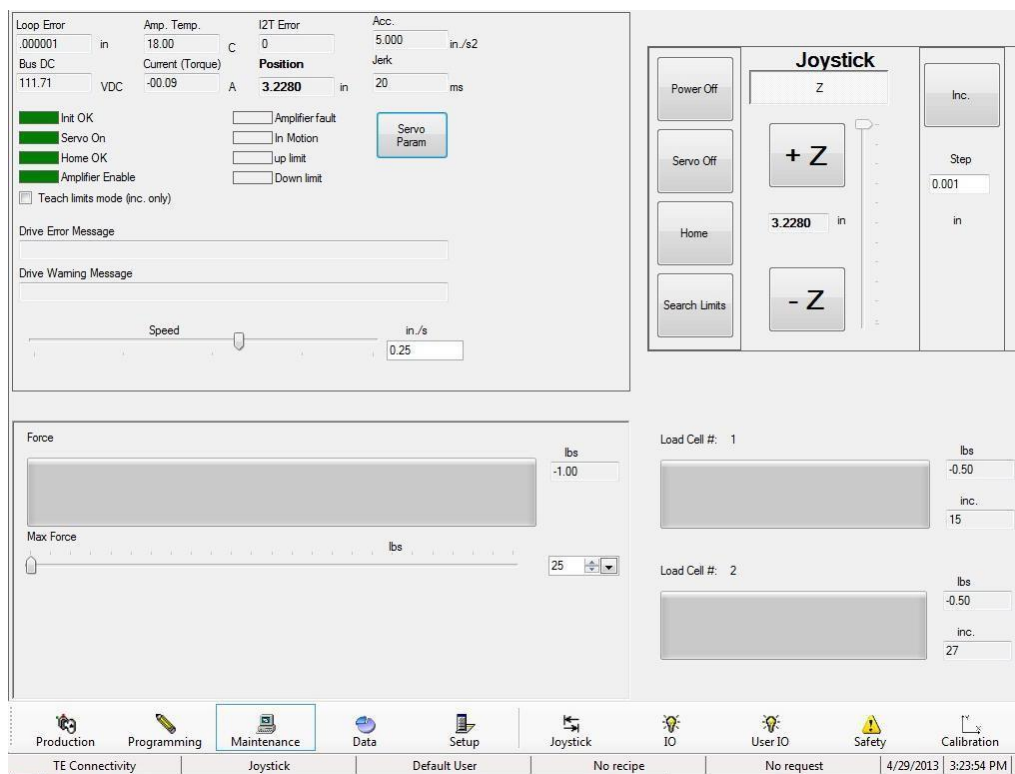 Loop Error Amp. Temp. I2T Error Acc.
.000001 in 18.00 C 0 5.000 in./s2
Bus DC Current (Torque) Position Jerk
111.71 VDC -00.09 A 3.2280 in 20 ms
Init OK Amplifier fault
Servo On In Motion
Home OK up limit
Amplifier Enable Down limit
Servo Param
Teach limits mode (inc. only)
Drive Error Message
Drive Warning Message
Speed in./s
0.25
Joystick
Power Off Z Inc.
Servo Off + Z Step
0.001
Home 3.2280 in in
Search Limits - Z
Force lbs
-1.00
Max Force lbs
25
Load Cell #: 1 lbs
-0.50
inc.
15
Load Cell #: 2 lbs
-0.50
inc.
27
Production Programming Maintenance Data Setup Joystick IO User IO Safety Calibration
TE Connectivity Joystick Default User No recipe No request 4/29/2013 3:23:54 PM